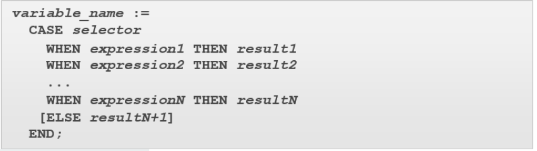 variable_name :=
CASE selector
WHEN expression1 THEN result1
WHEN expression2 THEN result2
...
WHEN expressionN THEN resultN
[ELSE resultN+1]
END;